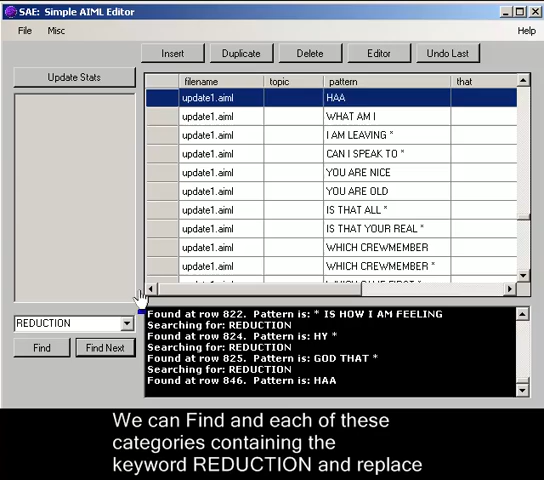 SAE: Simple AIML Editor
File Misc Help
Insert Duplicate Delete Editor Undo Last
Update Stats
filename topic pattern that
update1.aiml HAA
update1.aiml WHAT AM I
update1.aiml I AM LEAVING *
update1.aiml CAN I SPEAK TO *
update1.aiml YOU ARE NICE
update1.aiml YOU ARE OLD
update1.aiml IS THAT ALL *
update1.aiml IS THAT YOUR REAL *
update1.aiml WHICH CREWMEMBER
update1.aiml WHICH CREWMEMBER *
REDUCTION
Find Find Next
Found at row 822. Pattern is: * IS HOW I AM FEELING
Searching for: REDUCTION
Found at row 824. Pattern is: HY *
Searching for: REDUCTION
Found at row 825. Pattern is: GOD THAT *
Searching for: REDUCTION
Found at row 846. Pattern is: HAA
We can Find and each of these
categories containing the
keyword REDUCTION and replace